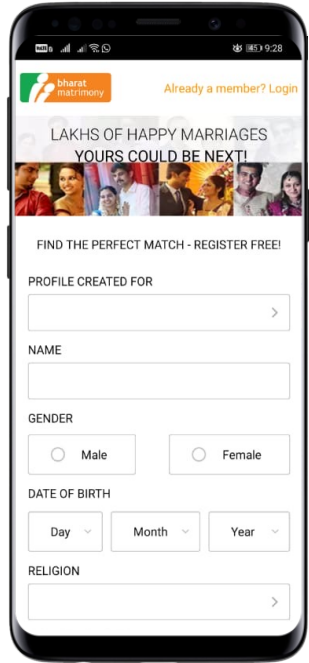 9:28
bharat
matrimony
Already a member? Login
LAKHS OF HAPPY MARRIAGES
YOURS COULD BE NEXT!
FIND THE PERFECT MATCH - REGISTER FREE!
PROFILE CREATED FOR
NAME
GENDER
Male
Female
DATE OF BIRTH
Day
Month
Year
RELIGION